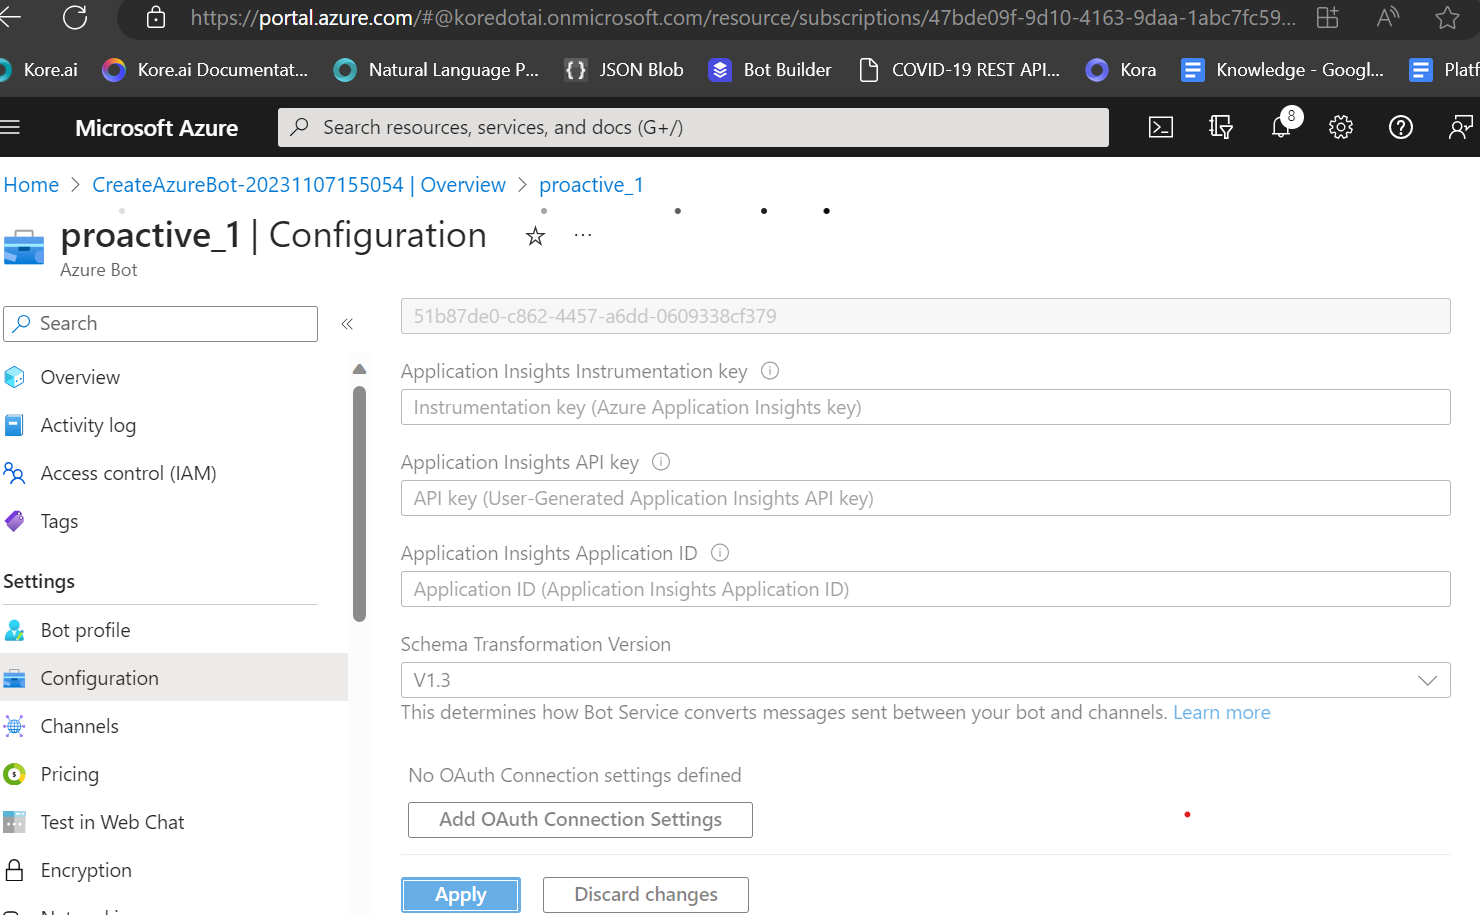 https://portal.azure.com/#@koredotai.onmicrosoft.com/resource/subscriptions/47bde09f-9d10-4163-9daa-1abc7fc59...
Kore.ai Kore.ai Documentat... Natural Language P... JSON Blob Bot Builder COVID-19 REST API... Kora Knowledge - Googl... Platf
Microsoft Azure Search resources, services, and docs (G+/) 8
Home > CreateAzureBot-20231107155054 | Overview > proactive_1
proactive_1 | Configuration
Azure Bot
Search
Overview
Activity log
Access control (IAM)
Tags
Settings
Bot profile
Configuration
Channels
Pricing
Test in Web Chat
Encryption
51b87de0-c862-4457-a6dd-0609338cf379
Application Insights Instrumentation key
Instrumentation key (Azure Application Insights key)
Application Insights API key
API key (User-Generated Application Insights API key)
Application Insights Application ID
Application ID (Application Insights Application ID)
Schema Transformation Version
V1.3
This determines how Bot Service converts messages sent between your bot and channels. Learn more
No OAuth Connection settings defined
Add OAuth Connection Settings
Apply Discard changes